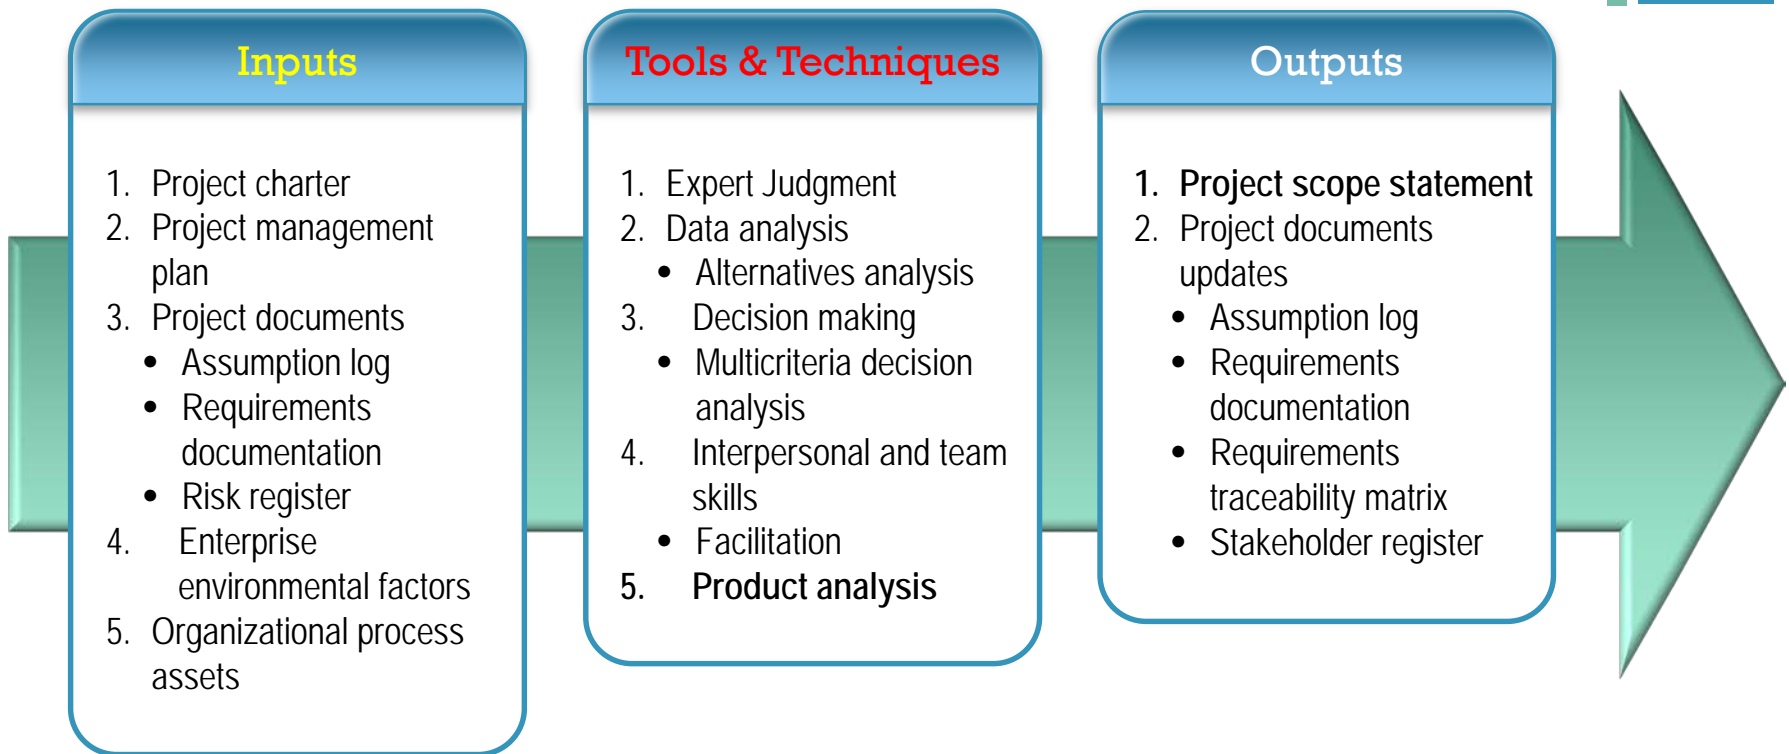 Inputs
1. Project charter
2. Project management
plan
3. Project documents
• Assumption log
• Requirements
documentation
• Risk register
4. Enterprise
environmental factors
5. Organizational process
assets
Tools & Techniques
1. Expert Judgment
2. Data analysis
• Alternatives analysis
3. Decision making
• Multicriteria decision
analysis
4. Interpersonal and team
skills
• Facilitation
5. Product analysis
Outputs
1. Project scope statement
2. Project documents
updates
• Assumption log
• Requirements
documentation
• Requirements
traceability matrix
• Stakeholder register